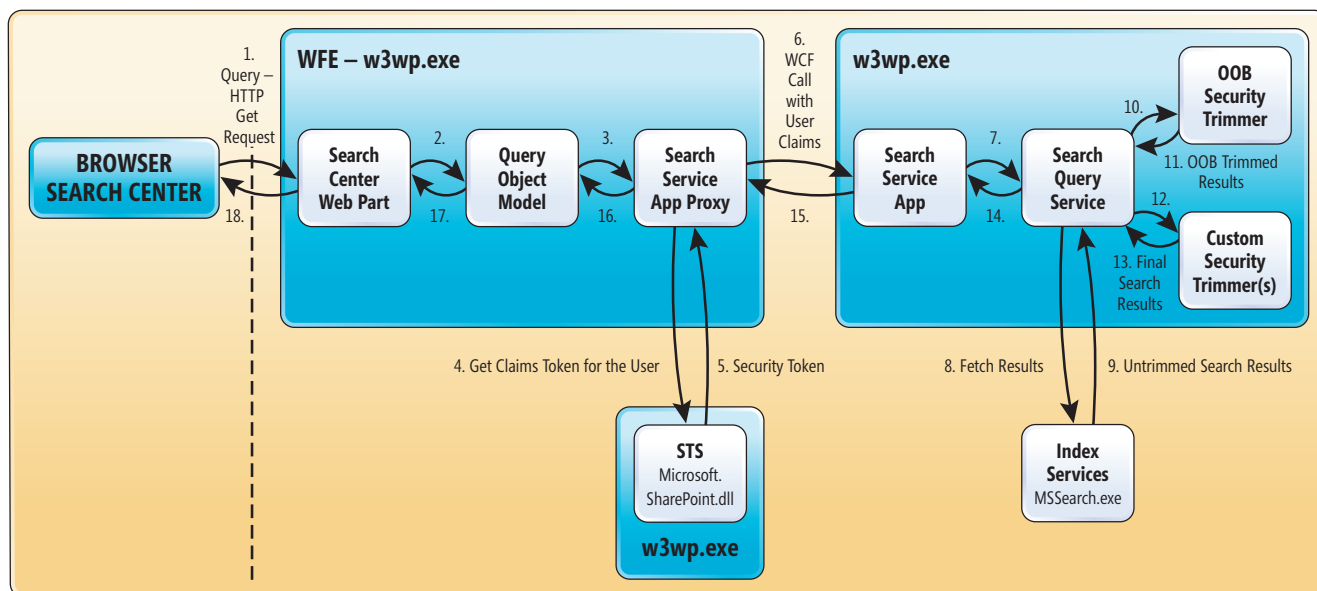 1.
Query –
HTTP
Get
Request
WFE – w3wp.exe
6.
WCF
Call
with
User
Claims
w3wp.exe
BROWSER
SEARCH CENTER
18.
Search
Center
Web Part
2.
17.
Query
Object
Model
3.
16.
Search
Service
App Proxy
15.
Search
Service
App
7.
14.
Search
Query
Service
10.
OOB
Security
Trimmer
11. OOB Trimmed
Results
12.
13. Final
Search
Results
Custom
Security
Trimmer(s)
4. Get Claims Token for the User
5. Security Token
8. Fetch Results
9. Untrimmed Search Results
STS
Microsoft.
SharePoint.dll
w3wp.exe
Index
Services
MSSearch.exe